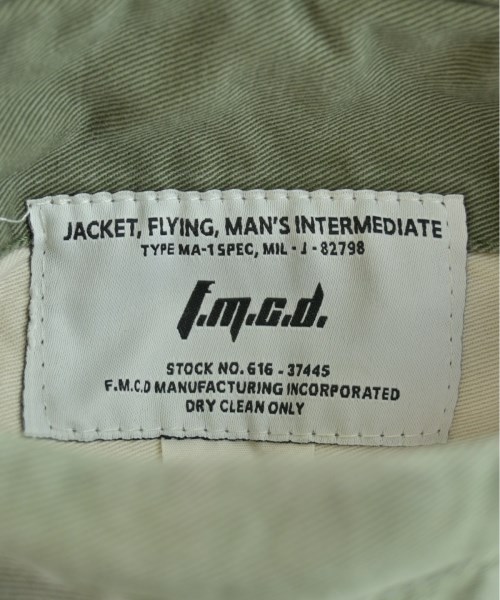 JACKET, FLYING, MAN'S INTERMEDIATE
TYPE MA-1 SPEC, MIL - J - 82798
f.m.c.d.
STOCK NO. 616 - 37445
F.M.C.D MANUFACTURING INCORPORATED
DRY CLEAN ONLY